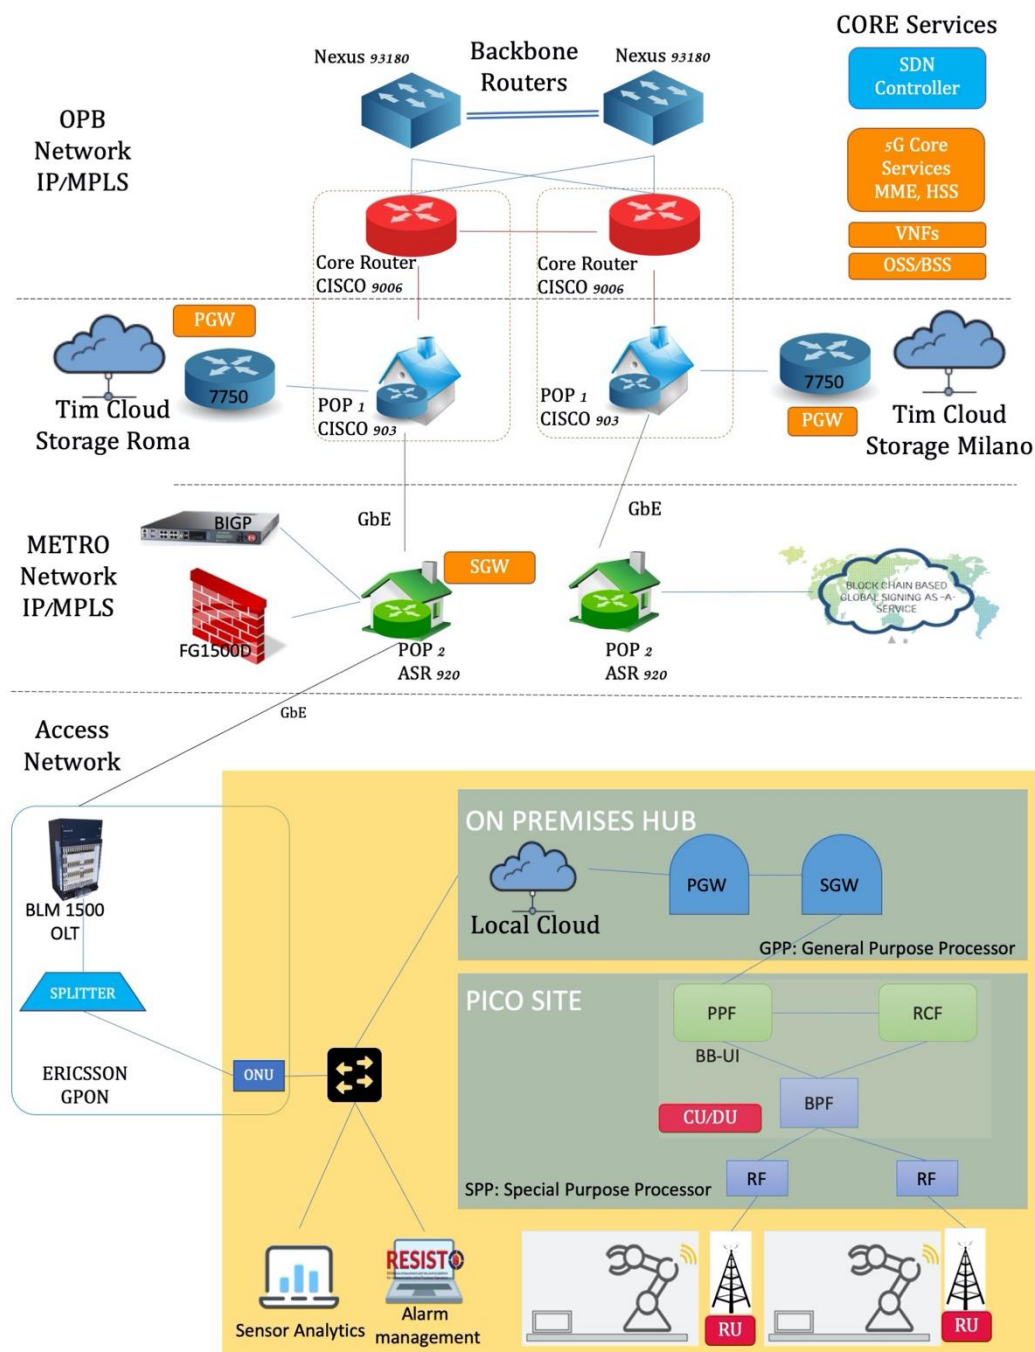 CORE Services
Nexus 93180
Backbone
Routers
Nexus 93180
SDN
Controller
OPB
Network
IP/MPLS
5G Core
Services
MME, HSS
VNFs
OSS/BSS
Core Router
CISCO 9006
Core Router
CISCO 9006
PGW
7750
Tim Cloud
Storage Roma
POP 1
CISCO 903
POP 1
CISCO 903
7750
PGW
Tim Cloud
Storage Milano
GbE
GbE
METRO
Network
IP/MPLS
BIGP
FG1500D
SGW
POP 2
ASR 920
POP 2
ASR 920
BLOCK CHAIN BASED
GLOBAL SIGNING AS -A-
SERVICE
GbE
Access
Network
BLM 1500
OLT
SPLITTER
ERICSSON
GPON
ONU
ON PREMISES HUB
Local Cloud
PGW
SGW
GPP: General Purpose Processor
PICO SITE
PPF
RCF
BB-UI
BPF
CU/DU
RF
RF
SPP: Special Purpose Processor
Sensor Analytics
RESIST
Alarm
management
RU
RU